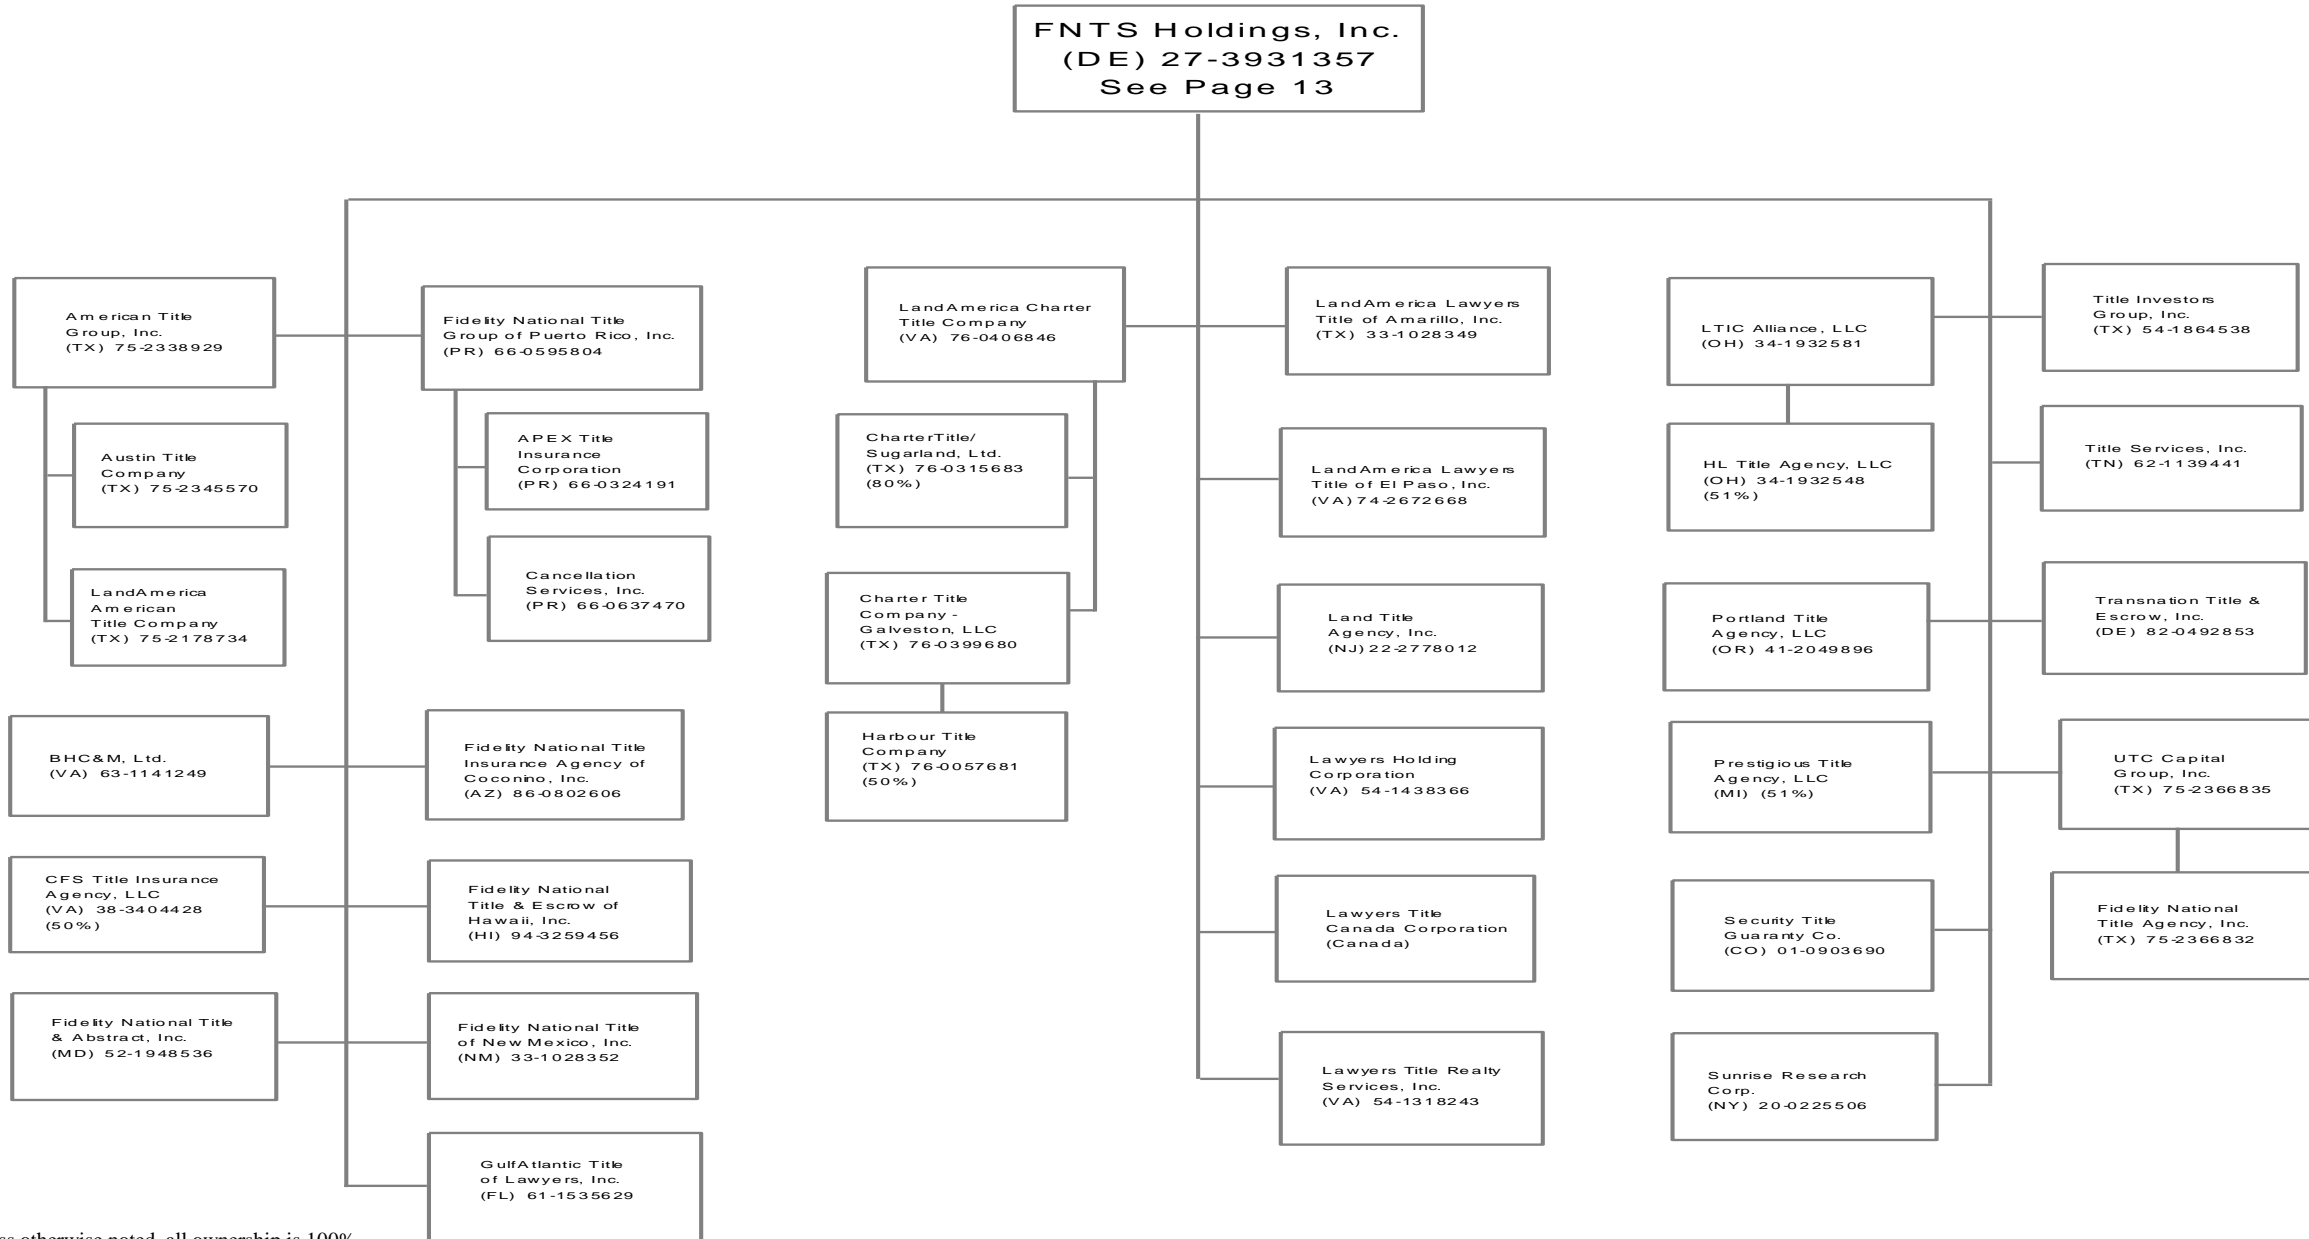 FNTS Holdings, Inc.
(DE) 27-3931357
See Page 13
American Title
Group, Inc.
(TX) 75-2338929
Fidelity National Title
Group of Puerto Rico, Inc.
(PR) 66-0595804
LandAmerica Charter
Title Company
(VA) 76-0406846
LandAmerica Lawyers
Title of Amarillo, Inc.
(TX) 33-1028349
LTIC Alliance, LLC
(OH) 34-1932581
Title Investors
Group, Inc.
(TX) 54-1864538
Austin Title
Company
(TX) 75-2345570
APEX Title
Insurance
Corporation
(PR) 66-0324191
CharterTitle/
Sugarland, Ltd.
(TX) 76-0315683
(80%)
LandAmerica Lawyers
Title of El Paso, Inc.
(VA) 74-2672668
HL Title Agency, LLC
(OH) 34-1932548
(51%)
Title Services, Inc.
(TN) 62-1139441
LandAmerica
American
Title Company
(TX) 75-2178734
Cancellation
Services, Inc.
(PR) 66-0637470
Charter Title
Company -
Galveston, LLC
(TX) 76-0399680
Land Title
Agency, Inc.
(NJ) 22-2778012
Portland Title
Agency, LLC
(OR) 41-2049896
Transnation Title &
Escrow, Inc.
(DE) 82-0492853
BHC&M, Ltd.
(VA) 63-1141249
Fidelity National Title
Insurance Agency of
Coconino, Inc.
(AZ) 86-0802606
Harbour Title
Company
(TX) 76-0057681
(50%)
Lawyers Holding
Corporation
(VA) 54-1438366
Prestigious Title
Agency, LLC
(MI) (51%)
UTC Capital
Group, Inc.
(TX) 75-2366835
CFS Title Insurance
Agency, LLC
(VA) 38-3404428
(50%)
Fidelity National
Title & Escrow of
Hawaii, Inc.
(HI) 94-3259456
Lawyers Title
Canada Corporation
(Canada)
Security Title
Guaranty Co.
(CO) 01-0903690
Fidelity National
Title Agency, Inc.
(TX) 75-2366832
Fidelity National Title
& Abstract, Inc.
(MD) 52-1948536
Fidelity National Title
of New Mexico, Inc.
(NM) 33-1028352
Lawyers Title Realty
Services, Inc.
(VA) 54-1318243
Sunrise Research
Corp.
(NY) 20-0225506
GulfAtlantic Title
of Lawyers, Inc.
(FL) 61-1535629
otherwise noted, all ownership is 100%